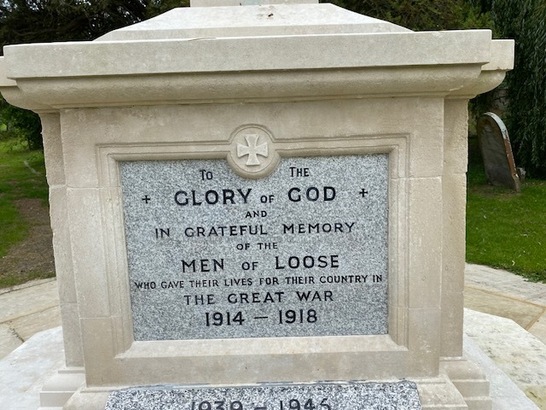 To The
+ GLORY OF GOD +
AND
IN GRATEFUL MEMORY
OF THE
MEN OF LOOSE
WHO GAVE THEIR LIVES FOR THEIR COUNTRY IN
THE GREAT WAR
1914 — 1918
1939 - 1945